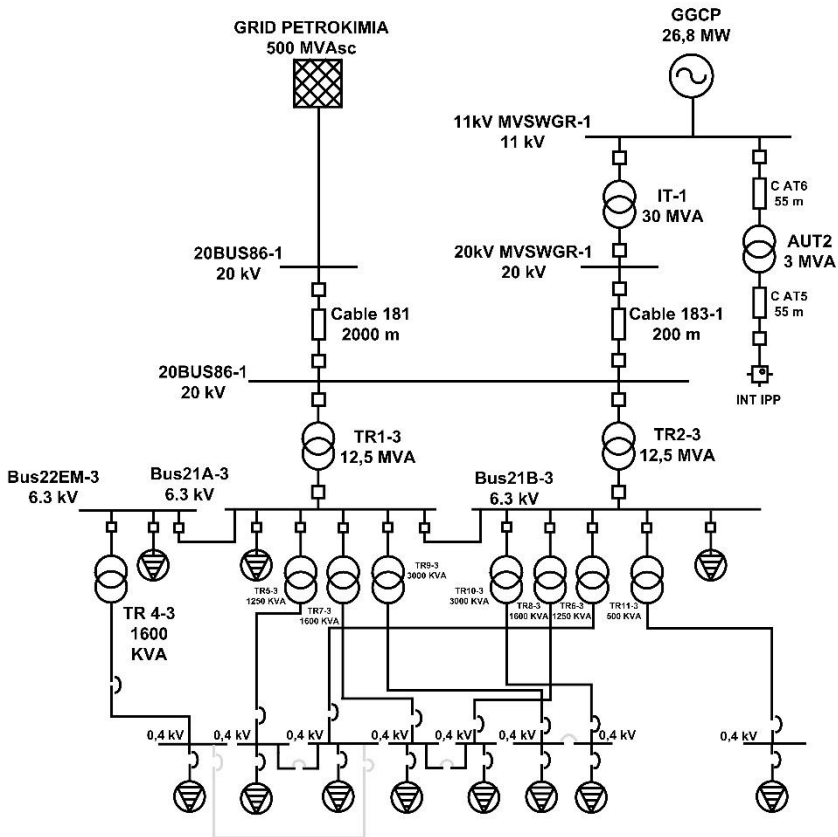 GRID PETROKIMIA
500 MVAsc
GGCP
26,8 MW
11kV MVSWGR-1
11 kV
C AT6
55 m
IT-1
30 MVA
AUT2
3 MVA
20BUS86-1
20 kV
20kV MVSWGR-1
20 kV
C AT5
55 m
Cable 181
2000 m
Cable 183-1
200 m
20BUS86-1
20 kV
INT IPP
TR1-3
12,5 MVA
TR2-3
12,5 MVA
Bus22EM-3
6.3 kV
Bus21A-3
6.3 kV
Bus21B-3
6.3 kV
TR 4-3
1600
KVA
TR5-3
1250 KVA
TR7-3
1600 KVA
TR9-3
3000 KVA
TR10-3
3000 KVA
TR8-3
1600 KVA
TR6-3
1250 KVA
TR11-3
500 KVA
0,4 kV
0,4 kV
0,4 kV
0,4 kV
0,4 kV
0,4 kV
0,4 kV
0,4 kV